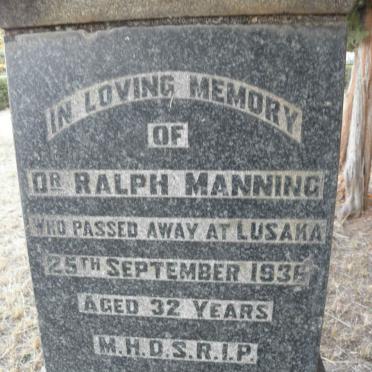 IN LOVING MEMORY
OF
DR RALPH MANNING
WHO PASSED AWAY AT LUSAKA
25TH SEPTEMBER
AGED 32 YEARS
M.H.D.S.R.I.P.